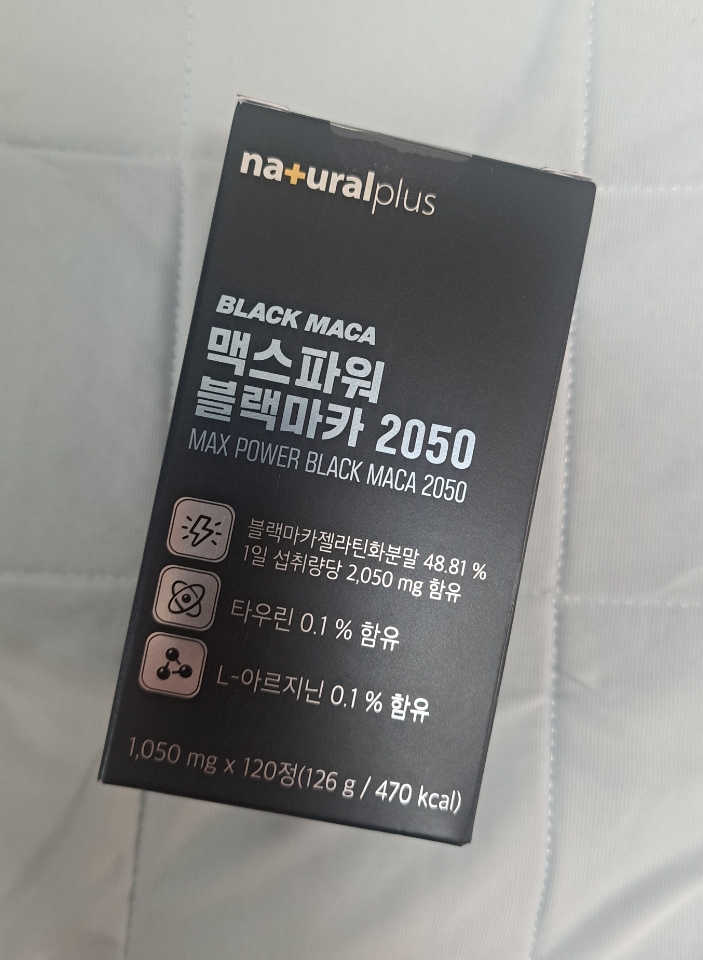 naturalplus
BLACK MACA
맥스파워
블랙마카 2050
MAX POWER BLACK MACA 2050
블랙마카젤라틴화분말 48.81 %
1일 섭취량당 2,050 mg 함유
타우린 0.1 % 함유
L-아르지닌 0.1 % 함유
1,050 mg x 120정(126 g / 470 kcal)